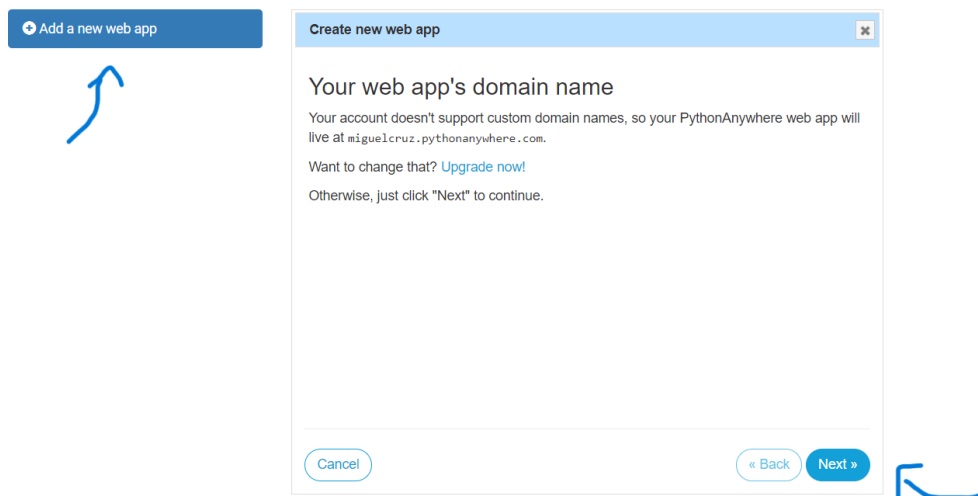 Add a new web app
Create new web app
Your web app's domain name
Your account doesn't support custom domain names, so your PythonAnywhere web app will
live at miguelcruz.pythonanywhere.com.
Want to change that? Upgrade now!
Otherwise, just click "Next" to continue.
Cancel
« Back
Next »